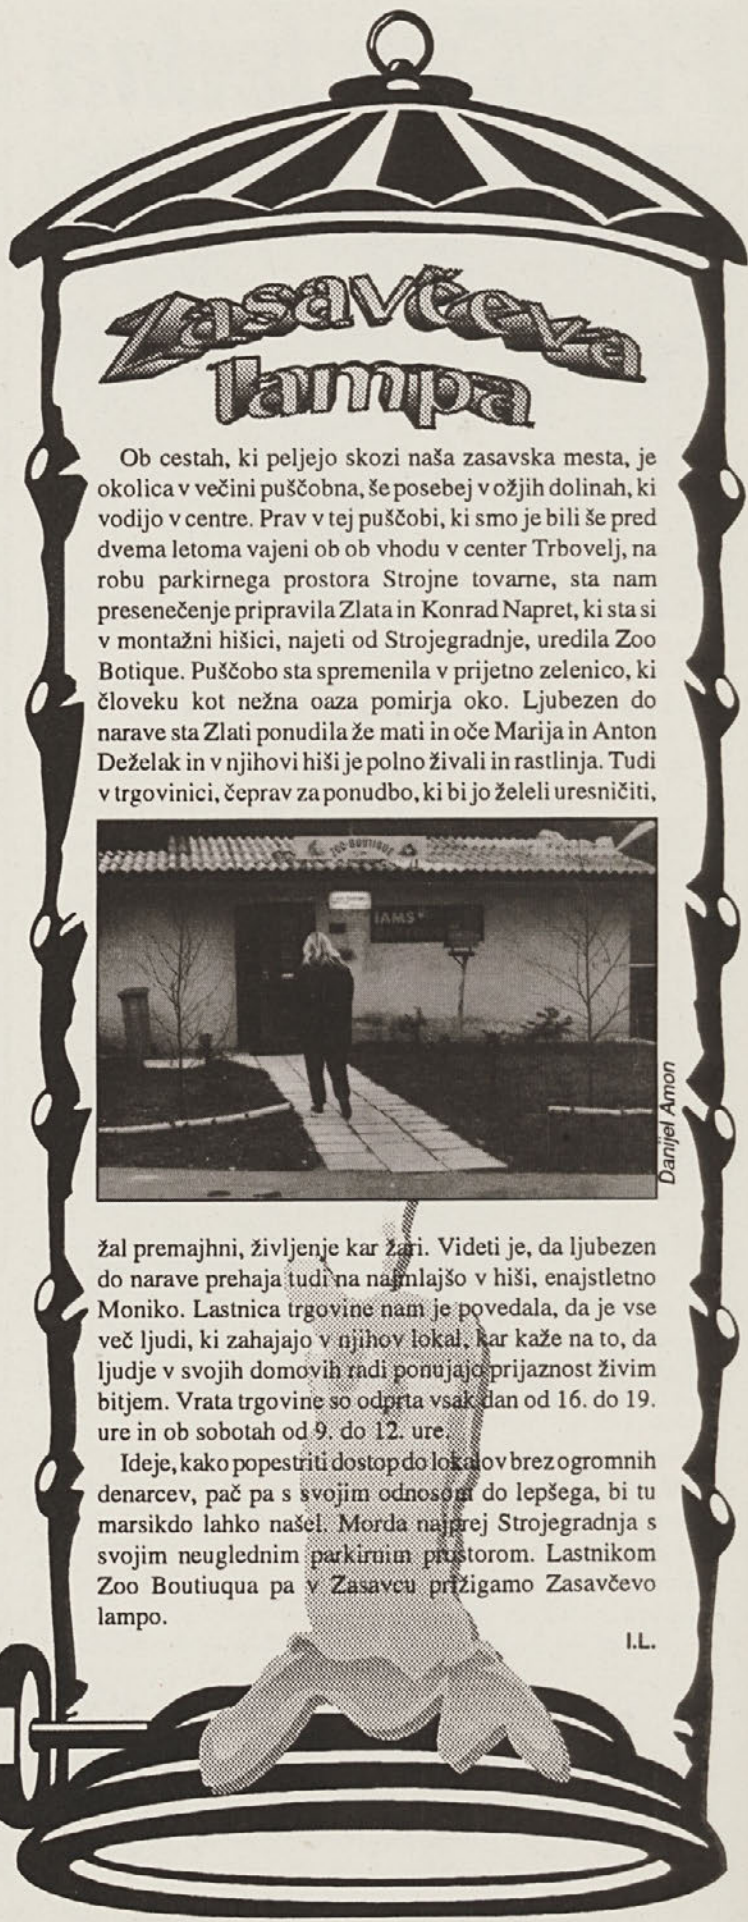 Zasavčeva
lampa
Ob cestah, ki peljejo skozi naša zasavska mesta, je
okolica v večini puščobna, še posebej v ožjih dolinah, ki
vodijo v centre. Prav v tej puščobi, ki smo je bili še pred
dvema letoma vajeni ob ob vhodu v center Trbovelj, na
robu parkirnega prostora Strojne tovarne, sta nam
presenečenje pripravila Zlata in Konrad Napret, ki sta si
v montažni hišici, najeti od Strojegradnje, uredila Zoo
Botique. Puščobo sta spremenila v prijetno zelenico, ki
človeku kot nežna oaza pomirja oko. Ljubezen do
narave sta Zlati ponudila že mati in oče Marija in Anton
Deželak in v njihovi hiši je polno živali in rastlinja. Tudi
v trgovinici, čeprav za ponudbo, ki bi jo želeli uresničiti,
ZOO-BOUTIQUE
IAMS
Danijel Amon
žal premajhni, življenje kar žari. Videti je, da ljubezen
do narave prehaja tudi na najmlajšo v hiši, enajstletno
Moniko. Lastnica trgovine nam je povedala, da je vse
več ljudi, ki zahajajo v njihov lokal, kar kaže na to, da
ljudje v svojih domovih radi ponujajo prijaznost živim
bitjem. Vrata trgovine so odprta vsak dan od 16. do 19.
ure in ob sobotah od 9. do 12. ure.
Ideje, kako popestriti dostop do lokalov brez ogromnih
denarcev, pač pa s svojim odnosom do lepšega, bi tu
marsikdo lahko našel. Morda najprej Strojegradnja s
svojim neuglednim parkirnim prostorom. Lastnikom
Zoo Boutiuqua pa v Zasavcu prižigamo Zasavčevo
lampo.
I.L.